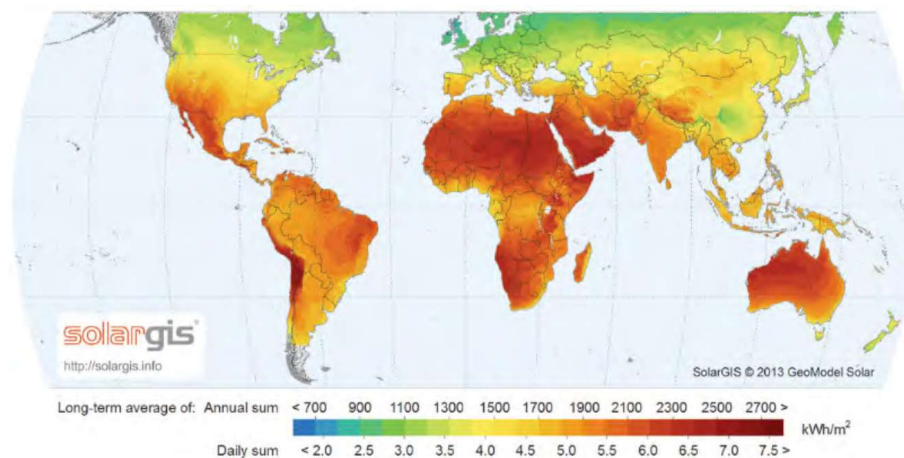 solargis
http://solargis.info
SolarGIS © 2013 GeoModel Solar
Long-term average of: Annual sum < 700 900 1100 1300 1500 1700 1900 2100 2300 2500 2700 > kWh/m²
Daily sum < 2.0 2.5 3.0 3.5 4.0 4.5 5.0 5.5 6.0 6.5 7.0 7.5 >